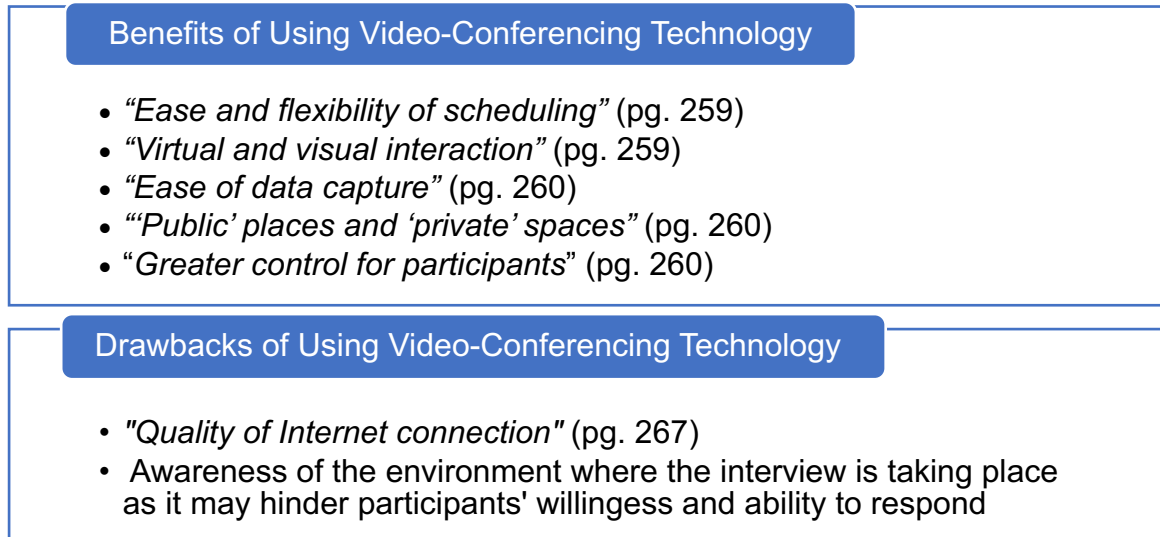 Benefits of Using Video-Conferencing Technology
• “Ease and flexibility of scheduling” (pg. 259)
• “Virtual and visual interaction” (pg. 259)
• “Ease of data capture” (pg. 260)
• “‘Public’ places and ‘private’ spaces” (pg. 260)
• “Greater control for participants” (pg. 260)
Drawbacks of Using Video-Conferencing Technology
• "Quality of Internet connection" (pg. 267)
• Awareness of the environment where the interview is taking place
as it may hinder participants' willingess and ability to respond